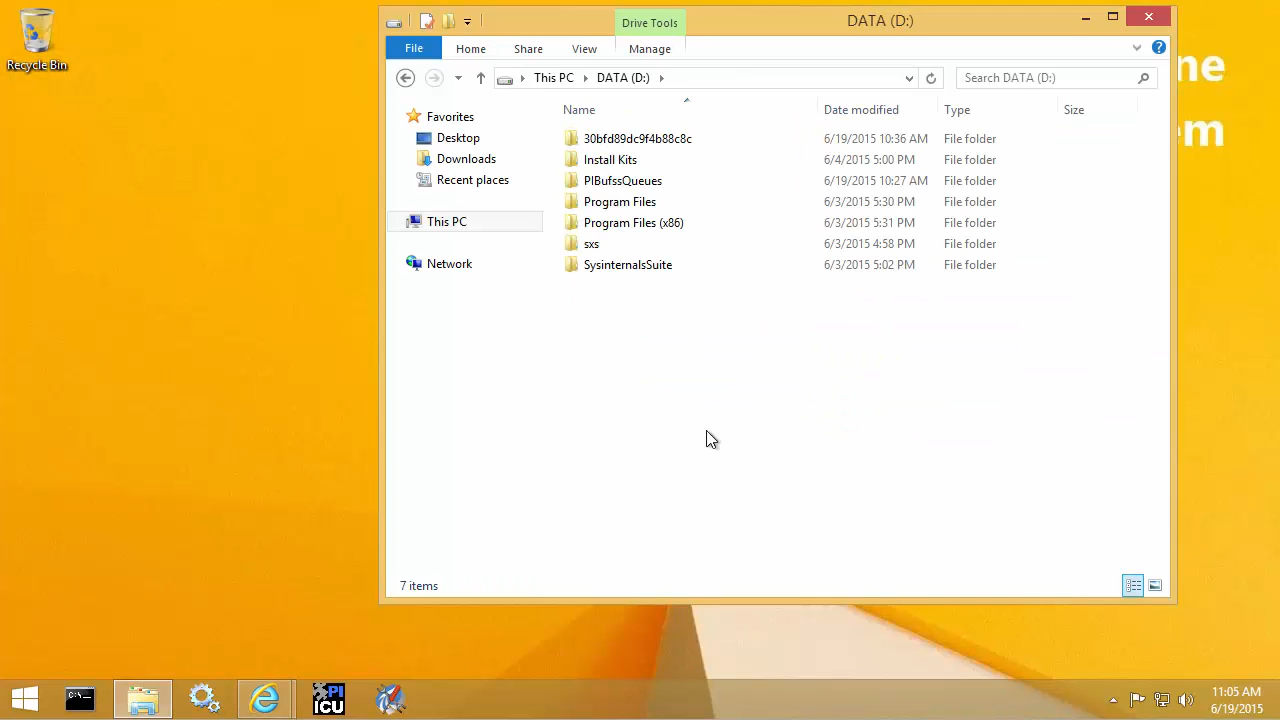 Recycle Bin
Drive Tools
DATA (D:)
File Home Share View Manage
This PC DATA (D:) Search DATA (D:)
Name Date modified Type Size
Favorites
Desktop
Downloads
Recent places
This PC
Network
30bfd89dc9f4b88c8c 6/19/2015 10:36 AM File folder
Install Kits 6/4/2015 5:00 PM File folder
PIBufssQueues 6/19/2015 10:27 AM File folder
Program Files 6/3/2015 5:30 PM File folder
Program Files (x86) 6/3/2015 5:31 PM File folder
sxs 6/3/2015 4:58 PM File folder
SysinternalsSuite 6/3/2015 5:02 PM File folder
ne
em
7 items
C:\.
PI
ICU
11:05 AM
6/19/2015